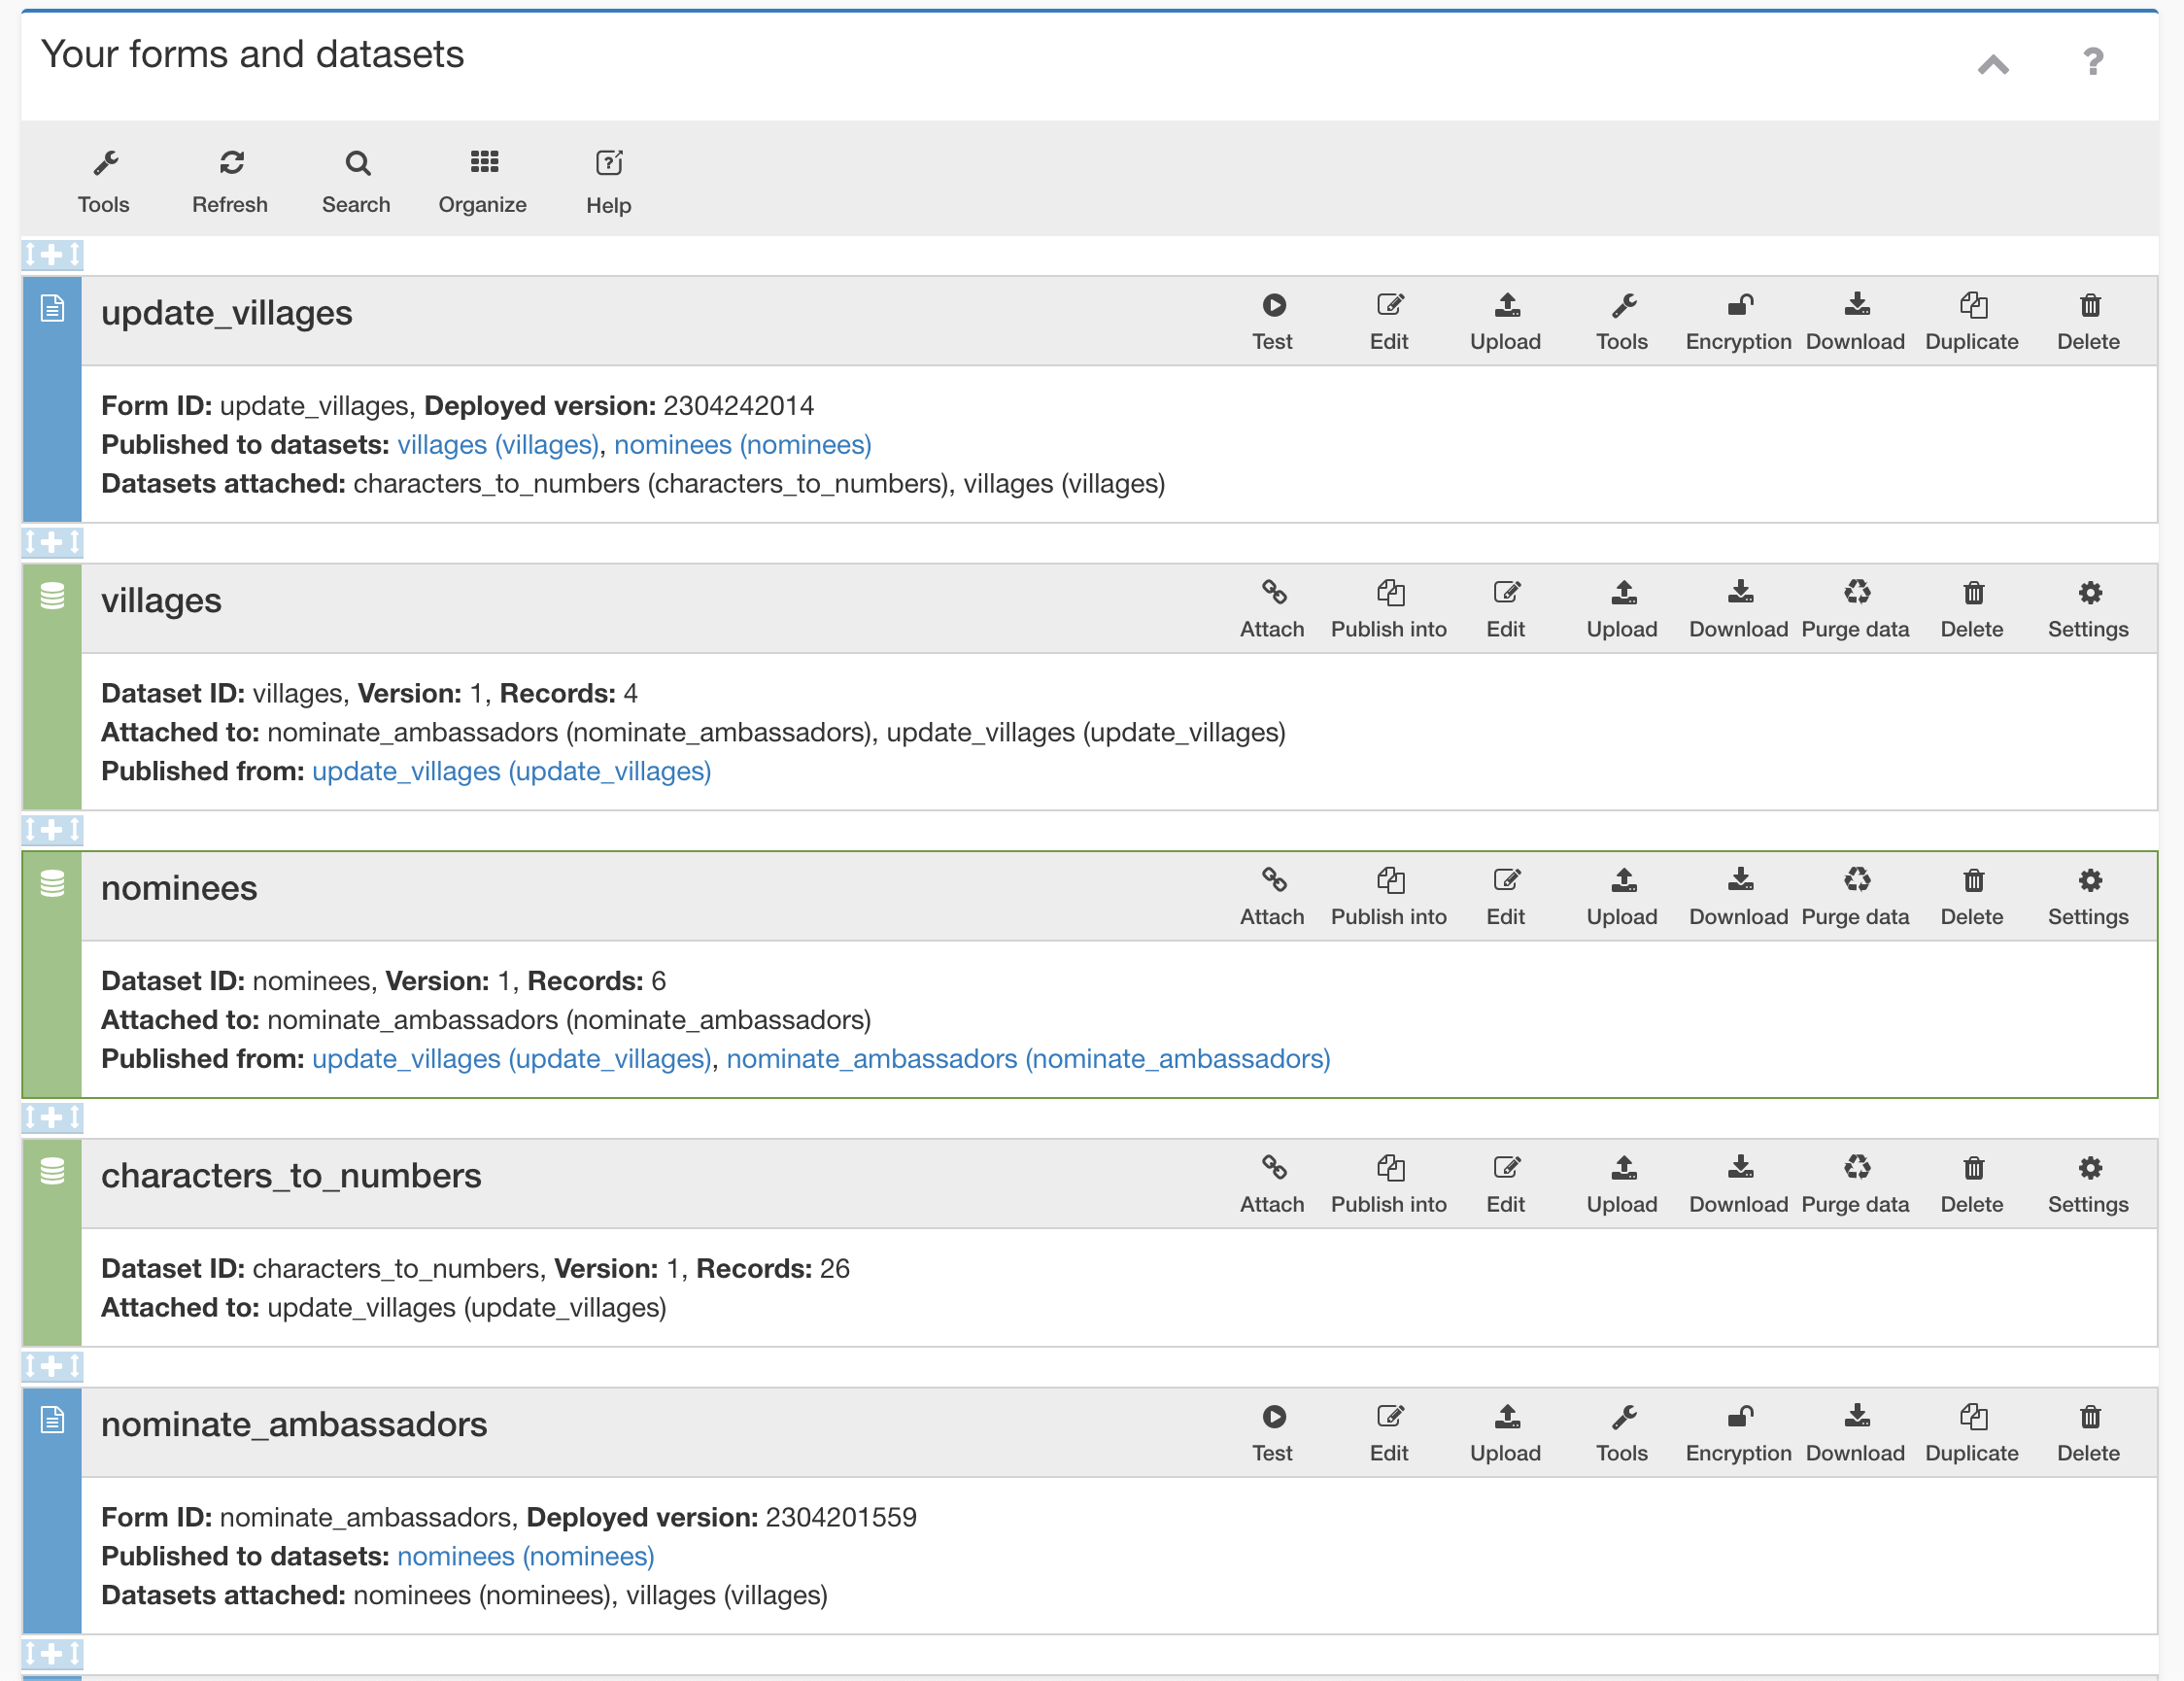 Your forms and datasets
?
Tools Refresh Search Organize Help
update_villages
Test Edit Upload Tools Encryption Download Duplicate Delete
Form ID: update_villages, Deployed version: 2304242014
Published to datasets: villages (villages), nominees (nominees)
Datasets attached: characters_to_numbers (characters_to_numbers), villages (villages)
villages
Attach Publish into Edit Upload Download Purge data Delete Settings
Dataset ID: villages, Version: 1, Records: 4
Attached to: nominate_ambassadors (nominate_ambassadors), update_villages (update_villages)
Published from: update_villages (update_villages)
nominees
Attach Publish into Edit Upload Download Purge data Delete Settings
Dataset ID: nominees, Version: 1, Records: 6
Attached to: nominate_ambassadors (nominate_ambassadors)
Published from: update_villages (update_villages), nominate_ambassadors (nominate_ambassadors)
characters_to_numbers
Attach Publish into Edit Upload Download Purge data Delete Settings
Dataset ID: characters_to_numbers, Version: 1, Records: 26
Attached to: update_villages (update_villages)
nominate_ambassadors
Test Edit Upload Tools Encryption Download Duplicate Delete
Form ID: nominate_ambassadors, Deployed version: 2304201559
Published to datasets: nominees (nominees)
Datasets attached: nominees (nominees), villages (villages)